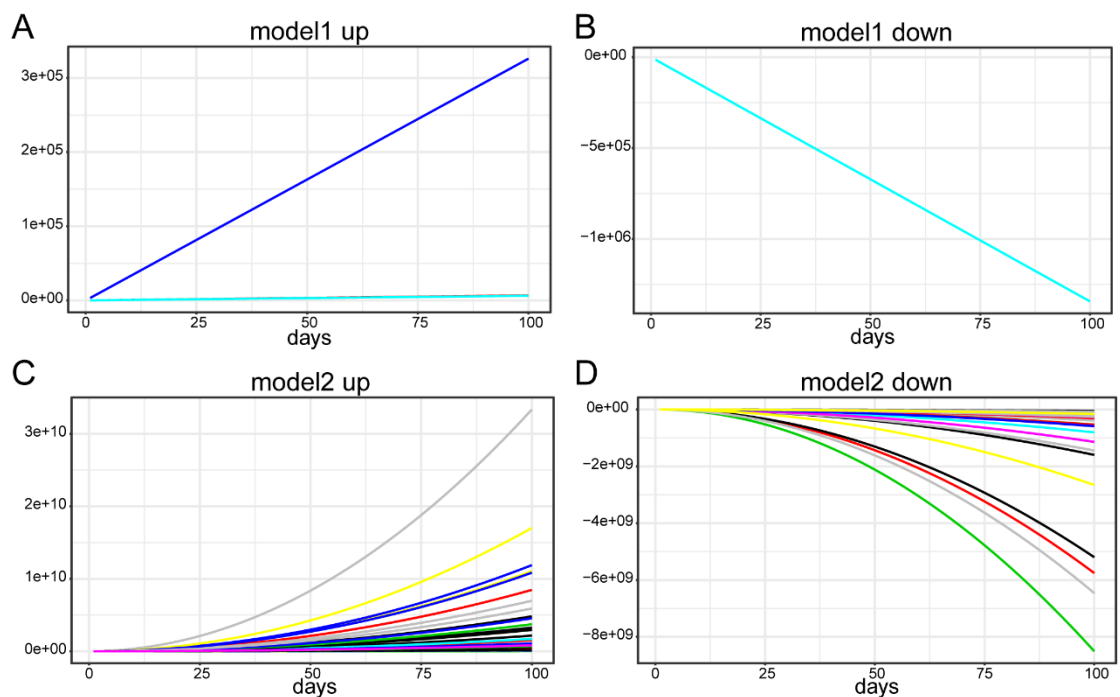 A
model1 up
3e+05
2e+05
1e+05
0e+00
0
25
50
75
100
days
B
model1 down
0e+00
−5e+05
−1e+06
0
25
50
75
100
days
C
model2 up
3e+10
2e+10
1e+10
0e+00
0
25
50
75
100
days
D
model2 down
0e+00
−2e+09
−4e+09
−6e+09
−8e+09
0
25
50
75
100
days